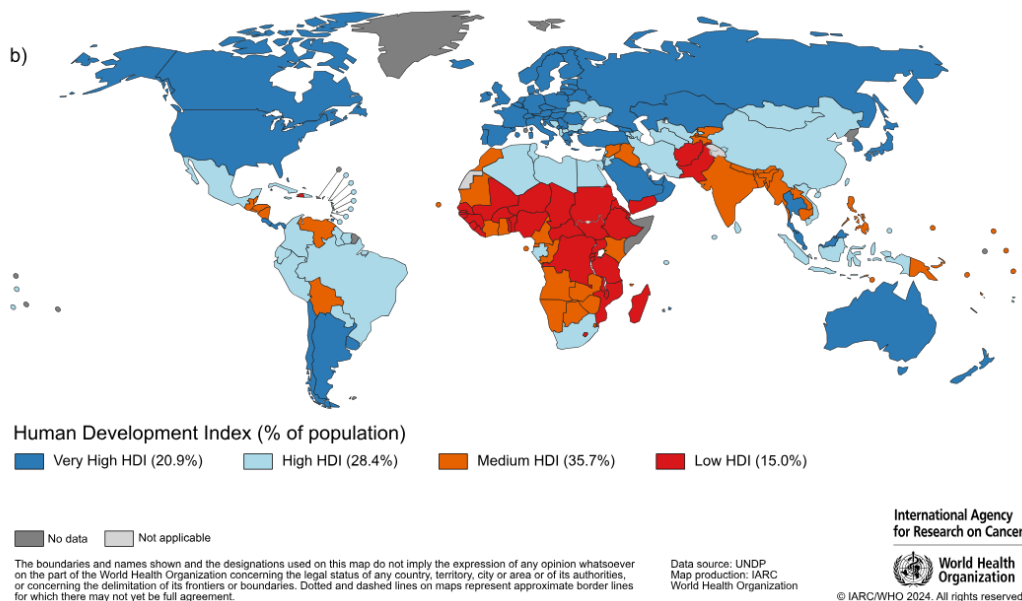 b)
Human Development Index (% of population)
Very High HDI (20.9%)
High HDI (28.4%)
Medium HDI (35.7%)
Low HDI (15.0%)
No data
Not applicable
The boundaries and names shown and the designations used on this map do not imply the expression of any opinion whatsoever
on the part of the World Health Organization concerning the legal status of any country, territory, city or area or of its authorities,
or concerning the delimitation of its frontiers or boundaries. Dotted and dashed lines on maps represent approximate border lines
for which there may not yet be full agreement.
Data source: UNDP
Map production: IARC
World Health Organization
International Agency
for Research on Cancer
World Health
Organization
© IARC/WHO 2024. All rights reserved